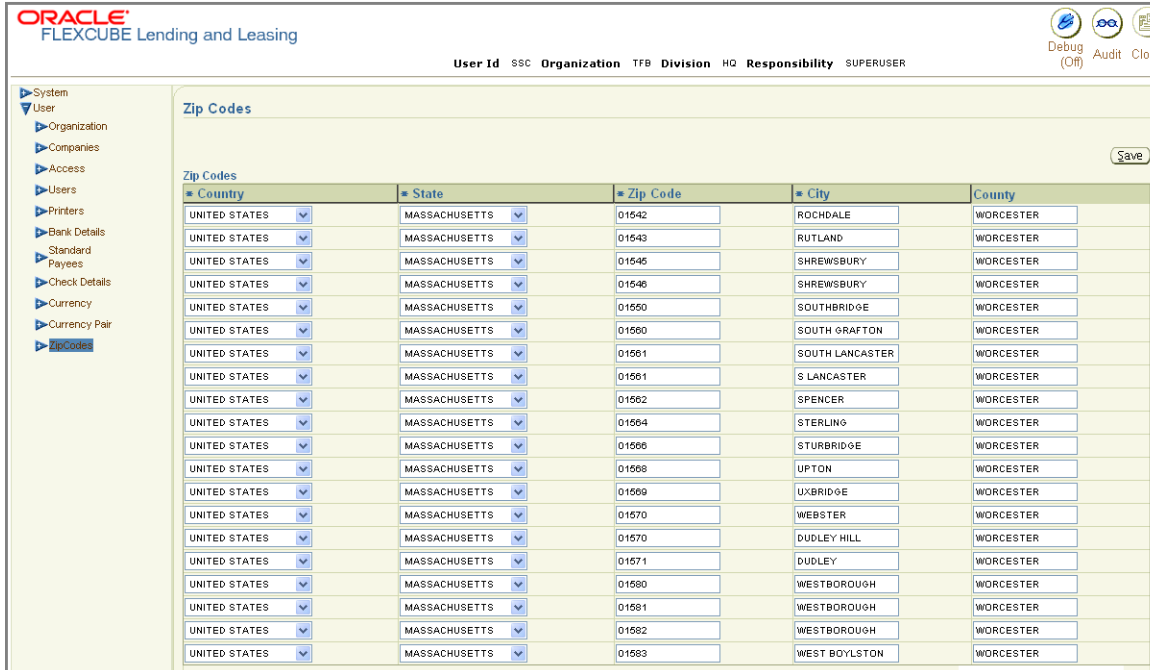 ORACLE
FLEXCUBE Lending and Leasing
Debug (Off)
Audit
User Id SSC Organization TFB Division HQ Responsibility SUPERUSER
System
User
Organization
Companies
Access
Users
Printers
Bank Details
Standard
Payees
Check Details
Currency
Currency Pair
ZipCodes
Zip Codes
Save
Zip Codes
* Country * State * Zip Code * City County
UNITED STATES MASSACHUSETTS 01542 ROCHDALE WORCESTER
UNITED STATES MASSACHUSETTS 01543 RUTLAND WORCESTER
UNITED STATES MASSACHUSETTS 01545 SHREWSBURY WORCESTER
UNITED STATES MASSACHUSETTS 01546 SHREWSBURY WORCESTER
UNITED STATES MASSACHUSETTS 01550 SOUTHBRIDGE WORCESTER
UNITED STATES MASSACHUSETTS 01560 SOUTH GRAFTON WORCESTER
UNITED STATES MASSACHUSETTS 01561 SOUTH LANCASTER WORCESTER
UNITED STATES MASSACHUSETTS 01561 S LANCASTER WORCESTER
UNITED STATES MASSACHUSETTS 01562 SPENCER WORCESTER
UNITED STATES MASSACHUSETTS 01564 STERLING WORCESTER
UNITED STATES MASSACHUSETTS 01566 STURBRIDGE WORCESTER
UNITED STATES MASSACHUSETTS 01568 UPTON WORCESTER
UNITED STATES MASSACHUSETTS 01569 UXBRIDGE WORCESTER
UNITED STATES MASSACHUSETTS 01570 WEBSTER WORCESTER
UNITED STATES MASSACHUSETTS 01570 DUDLEY HILL WORCESTER
UNITED STATES MASSACHUSETTS 01571 DUDLEY WORCESTER
UNITED STATES MASSACHUSETTS 01580 WESTBOROUGH WORCESTER
UNITED STATES MASSACHUSETTS 01581 WESTBOROUGH WORCESTER
UNITED STATES MASSACHUSETTS 01582 WESTBOROUGH WORCESTER
UNITED STATES MASSACHUSETTS 01583 WEST BOYLSTON WORCESTER